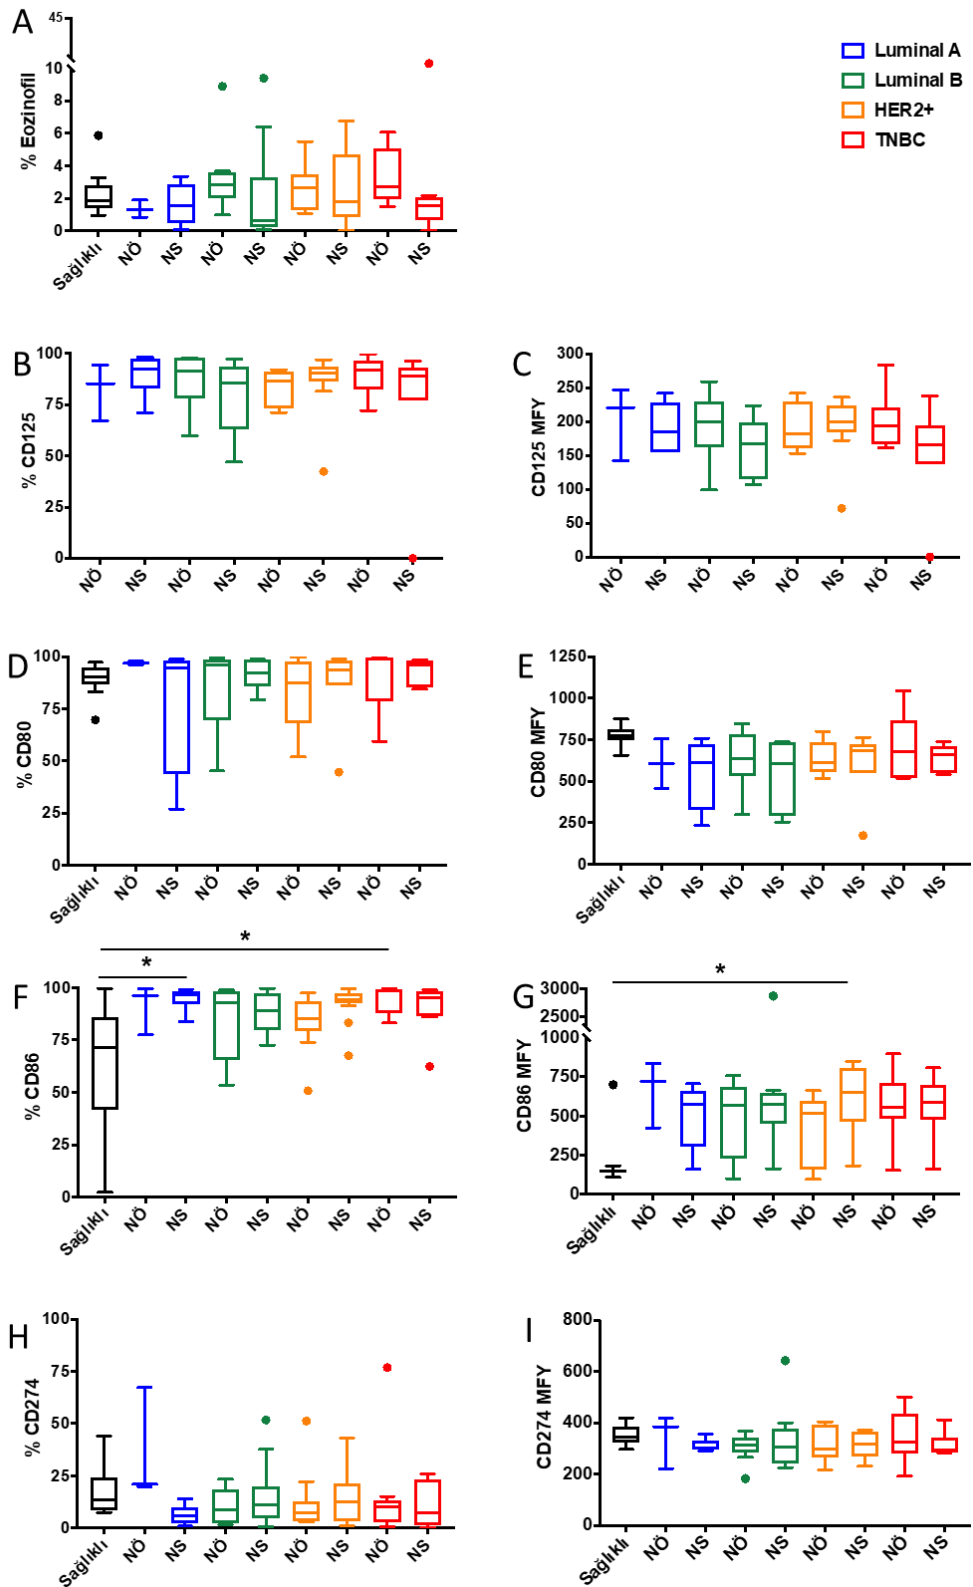 A
% Eozinofil
45
10
8
6
4
2
0
Sağlıklı NÖ NS NÖ NS NÖ NS NÖ NS
Luminal A
Luminal B
HER2+
TNBC
B
% CD125
100
75
50
25
0
NÖ NS NÖ NS NÖ NS NÖ NS
C
CD125 MFY
300
250
200
150
100
50
0
NÖ NS NÖ NS NÖ NS NÖ NS
D
% CD80
100
75
50
25
0
Sağlıklı NÖ NS NÖ NS NÖ NS NÖ NS
E
CD80 MFY
1250
1000
750
500
250
0
Sağlıklı NÖ NS NÖ NS NÖ NS NÖ NS
F
% CD86
*
*
100
75
50
25
0
Sağlıklı NÖ NS NÖ NS NÖ NS NÖ NS
G
CD86 MFY
*
3000
2500
1000
750
500
250
0
Sağlıklı NÖ NS NÖ NS NÖ NS NÖ NS
H
% CD274
100
75
50
25
0
Sağlıklı NÖ NS NÖ NS NÖ NS NÖ NS
I
CD274 MFY
800
600
400
200
0
Sağlıklı NÖ NS NÖ NS NÖ NS NÖ NS